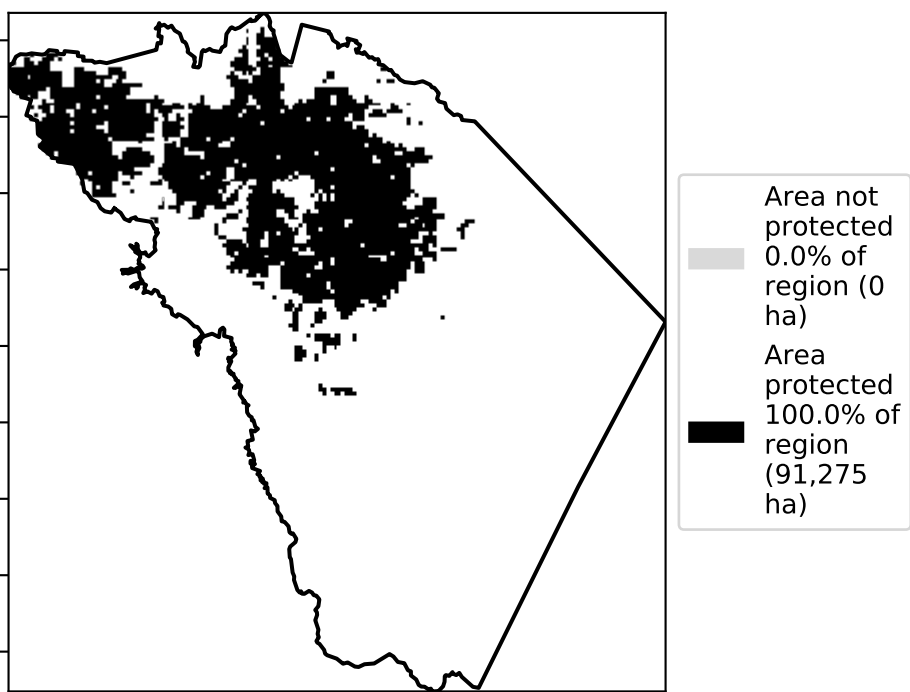 Area not
protected
0.0% of
region (0
ha)
Area
protected
100.0% of
region
(91,275
ha)